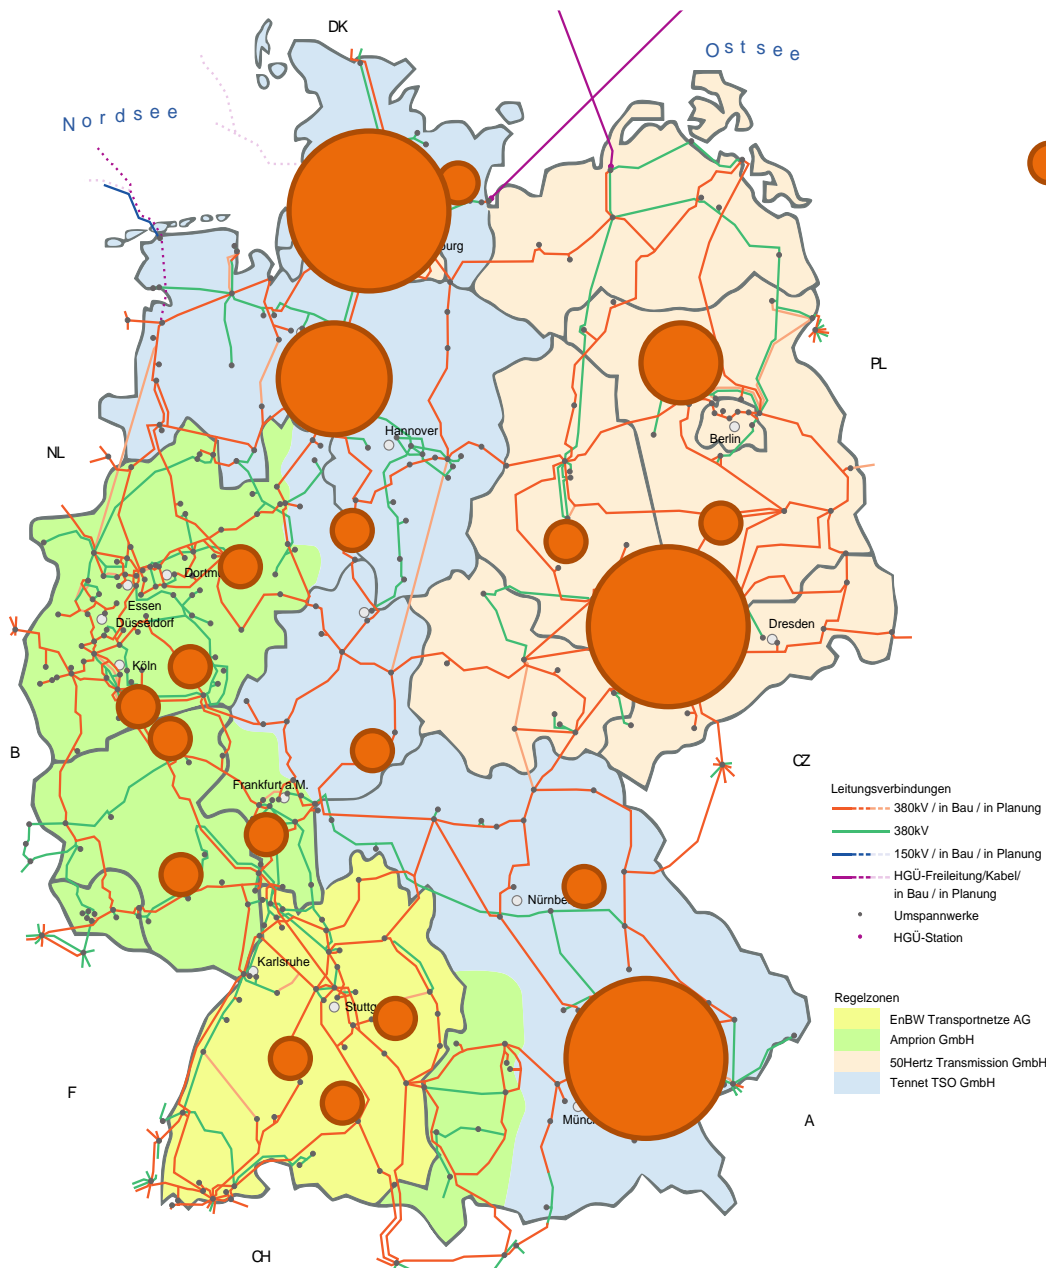 DK
Ostsee
Nordsee
burg
PL
Hannover
NL
Berlin
Dortm
Essen
Düsseldorf
Dresden
Köln
B
CZ
Frankfurt a.M.
Leitungsverbindungen
380kV / in Bau / in Planung
380kV
150kV / in Bau / in Planung
HGÜ-Freileitung/Kabel/
in Bau / in Planung
Nürnbe
Umspannwerke
HGÜ-Station
Karlsruhe
Regelzonen
Stuttg
EnBW Transportnetze AG
Amprion GmbH
50Hertz Transmission GmbH
Tennet TSO GmbH
F
Münc
A
CH